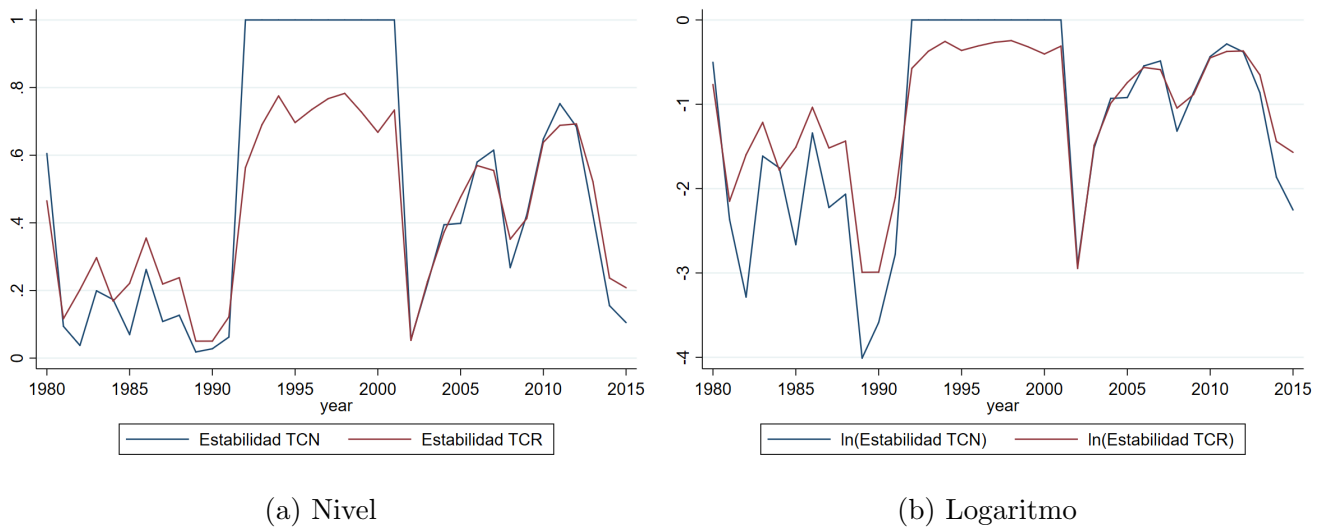 1
.8
.6
.4
.2
0
1980 1985 1990 1995 2000 2005 2010 2015
year
Estabilidad TCN Estabilidad TCR
(a) Nivel
0
-1
-2
-3
-4
1980 1985 1990 1995 2000 2005 2010 2015
year
ln(Estabilidad TCN) ln(Estabilidad TCR)
(b) Logaritmo